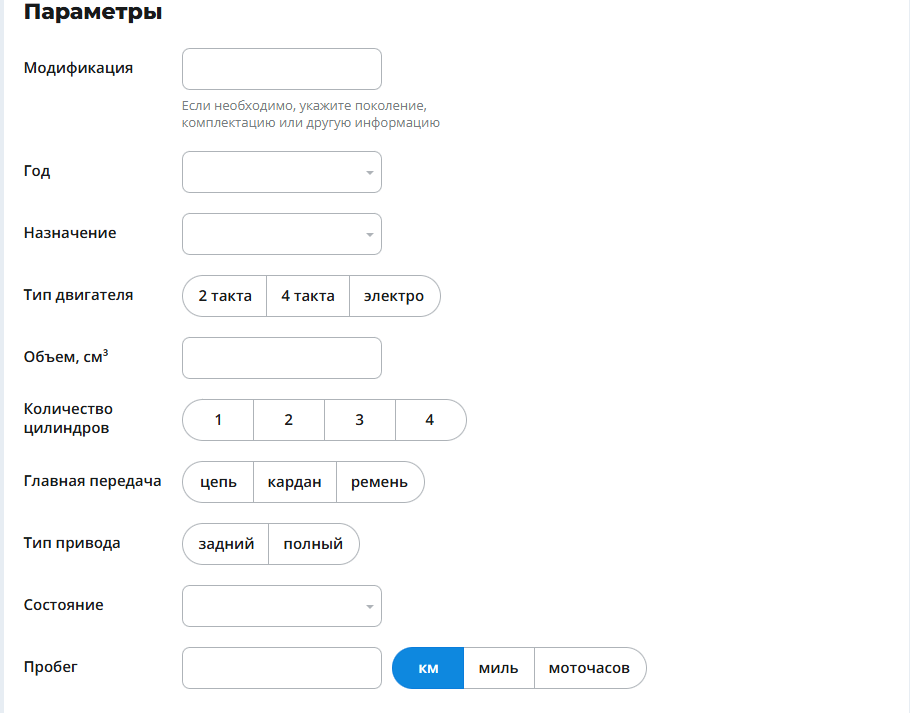 Параметры
Модификация
Если необходимо, укажите поколение,
комплектацию или другую информацию
Год
Назначение
Тип двигателя 2 такта 4 такта электро
Объем, см³
Количество
цилиндров 1 2 3 4
Главная передача цепь кардан ремень
Тип привода задний полный
Состояние
Пробег км миль моточасов